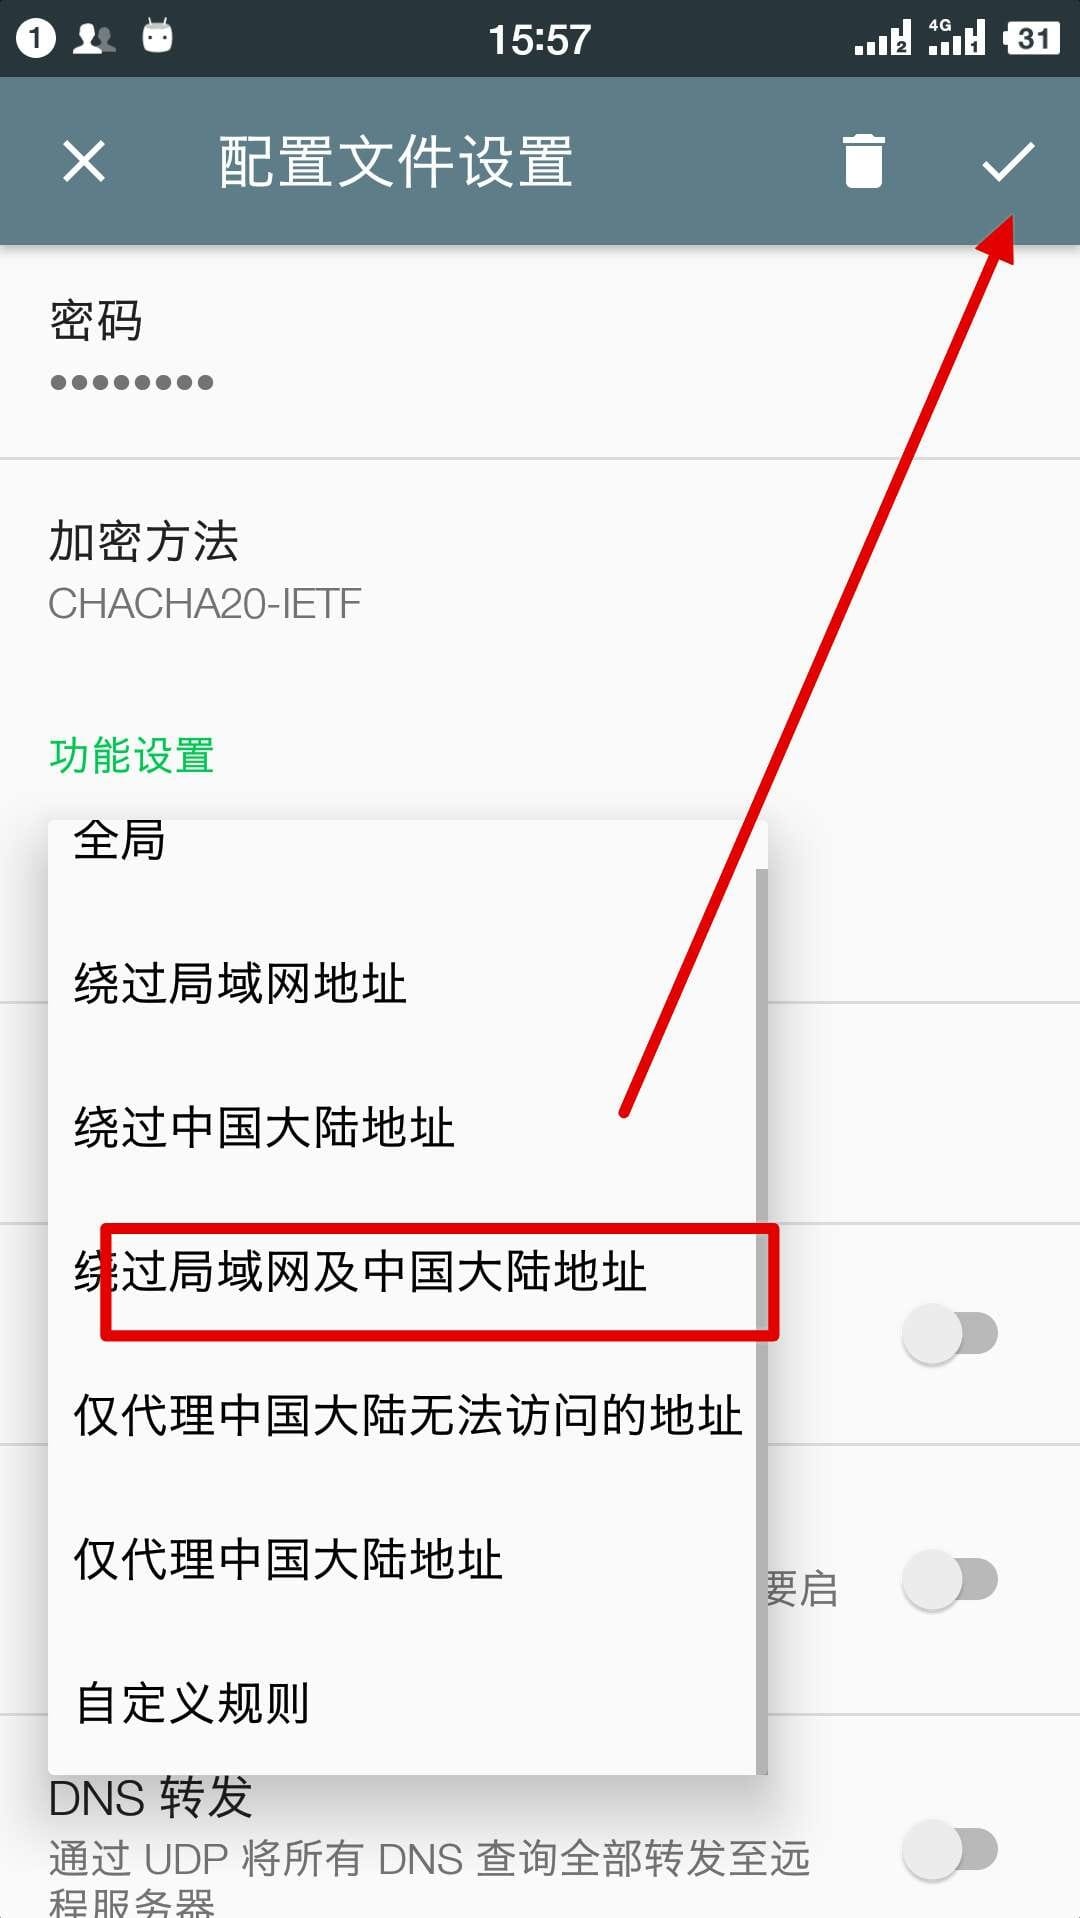 1
15:57
2
4G
1
31
配置文件设置
密码
加密方法
CHACHA20-IETF
功能设置
全局
绕过局域网地址
绕过中国大陆地址
绕过局域网及中国大陆地址
仅代理中国大陆无法访问的地址
仅代理中国大陆地址
要启
自定义规则
DNS 转发
通过 UDP 将所有 DNS 查询全部转发至远
程服务器